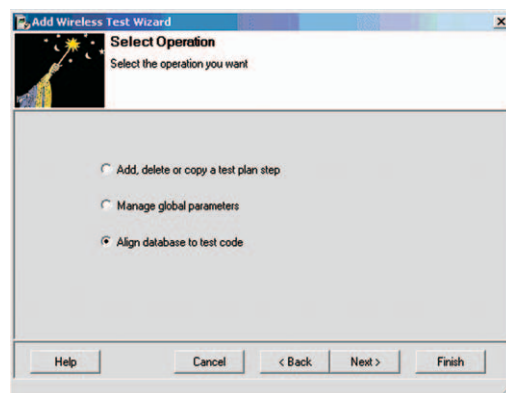 Add Wireless Test Wizard
Select Operation
Select the operation you want
Add, delete or copy a test plan step
Manage global parameters
Align database to test code
Help
Cancel
< Back
Next >
Finish